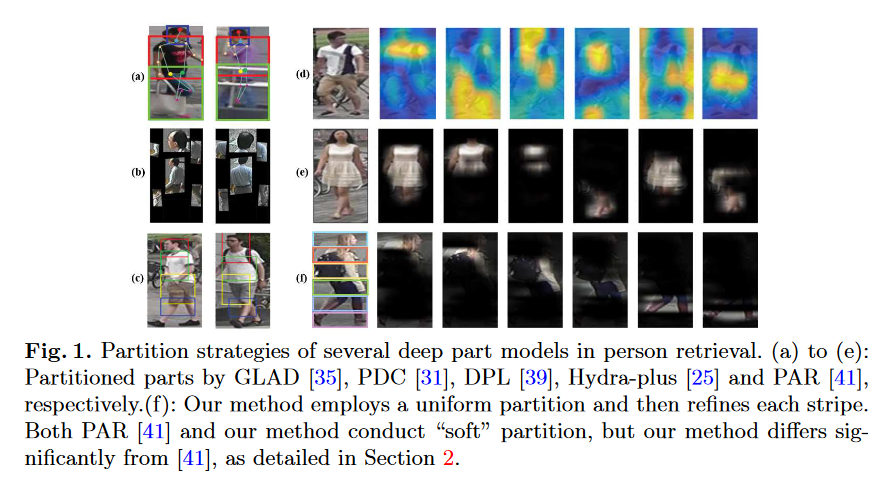 (a)
(d)
(b)
(e)
(c)
(f)
Fig. 1. Partition strategies of several deep part models in person retrieval. (a) to (e):
Partitioned parts by GLAD [35], PDC [31], DPL [39], Hydra-plus [25] and PAR [41],
respectively.(f): Our method employs a uniform partition and then refines each stripe.
Both PAR [41] and our method conduct “soft” partition, but our method differs sig-
nificantly from [41], as detailed in Section 2.